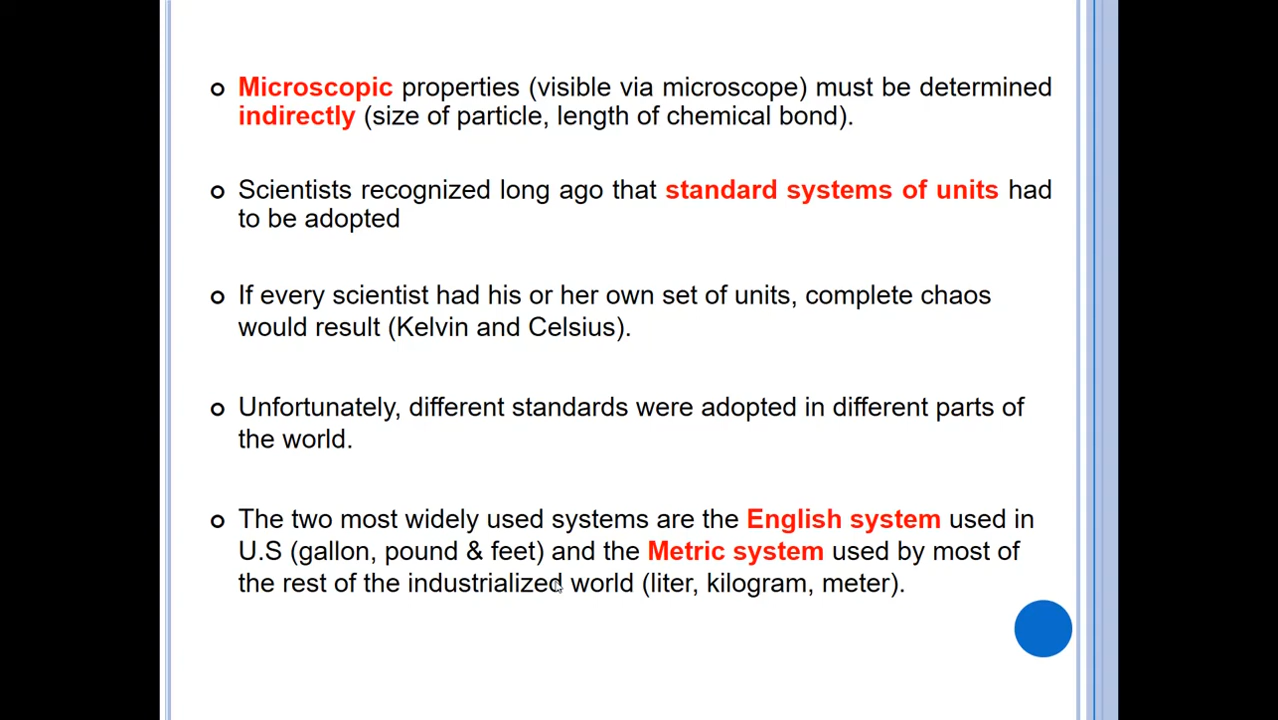 Microscopic properties (visible via microscope) must be determined
indirectly (size of particle, length of chemical bond).
Scientists recognized long ago that standard systems of units had
to be adopted
If every scientist had his or her own set of units, complete chaos
would result (Kelvin and Celsius).
Unfortunately, different standards were adopted in different parts of
the world.
The two most widely used systems are the English system used in
U.S (gallon, pound & feet) and the Metric system used by most of
the rest of the industrialized world (liter, kilogram, meter).